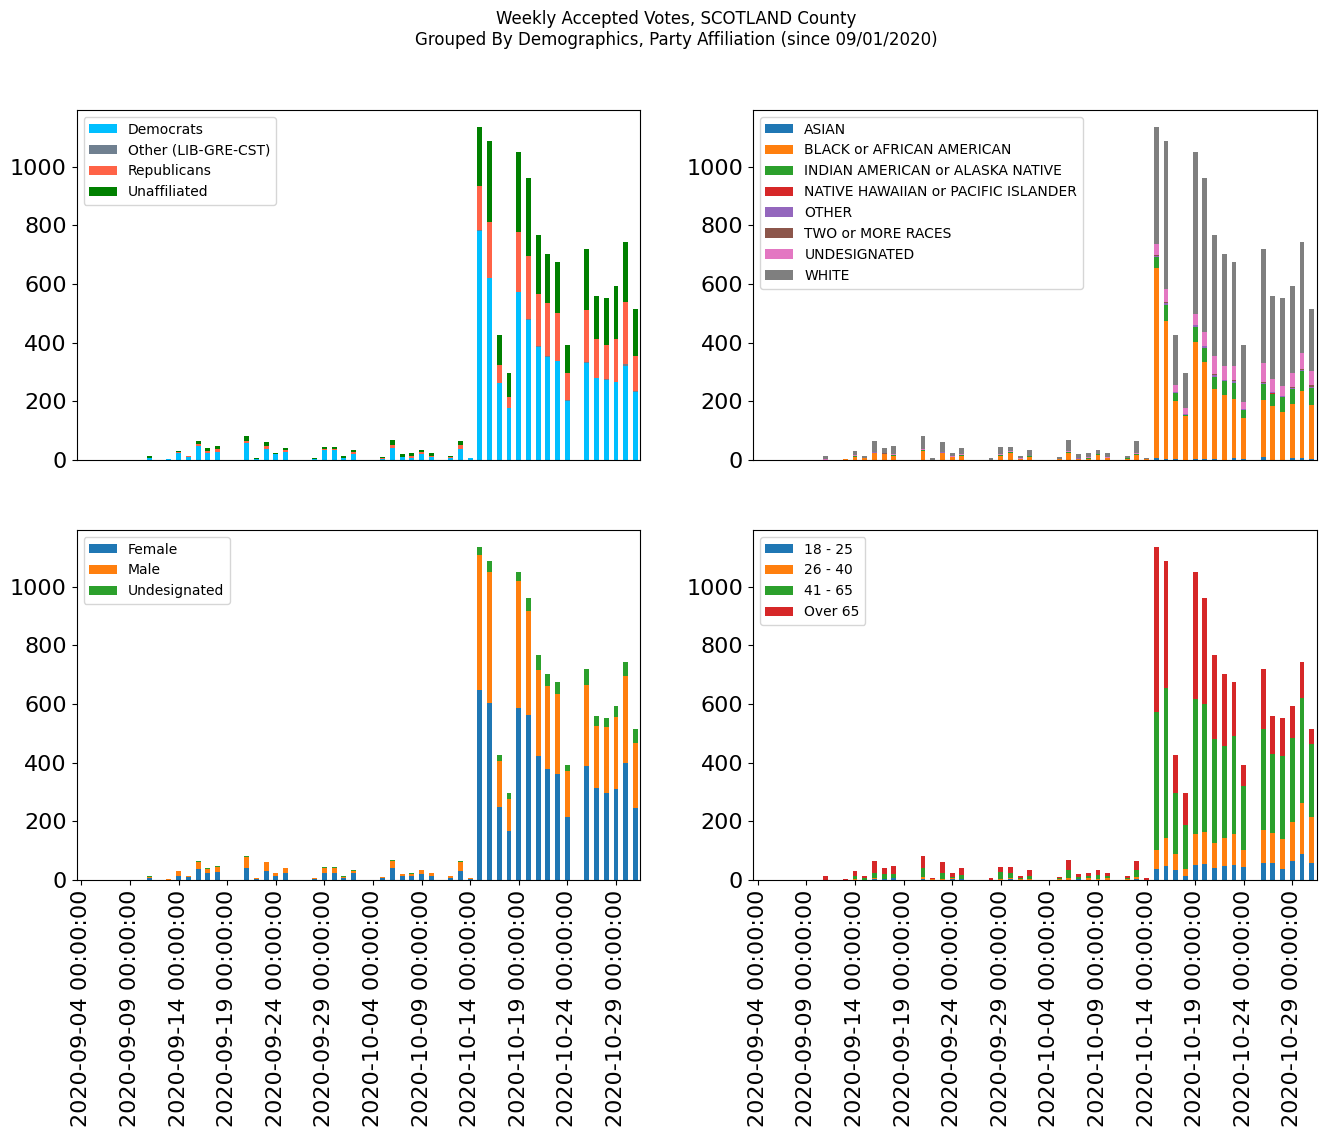 Weekly Accepted Votes, SCOTLAND County
Grouped By Demographics, Party Affiliation (since 09/01/2020)
1000
800
600
400
200
0
Democrats
Other (LIB-GRE-CST)
Republicans
Unaffiliated
1000
800
600
400
200
0
ASIAN
BLACK or AFRICAN AMERICAN
INDIAN AMERICAN or ALASKA NATIVE
NATIVE HAWAIIAN or PACIFIC ISLANDER
OTHER
TWO or MORE RACES
UNDESIGNATED
WHITE
1000
800
600
400
200
0
Female
Male
Undesignated
2020-09-04 00:00:00
2020-09-09 00:00:00
2020-09-14 00:00:00
2020-09-19 00:00:00
2020-09-24 00:00:00
2020-09-29 00:00:00
2020-10-04 00:00:00
2020-10-09 00:00:00
2020-10-14 00:00:00
2020-10-19 00:00:00
2020-10-24 00:00:00
2020-10-29 00:00:00
1000
800
600
400
200
0
18 - 25
26 - 40
41 - 65
Over 65
2020-09-04 00:00:00
2020-09-09 00:00:00
2020-09-14 00:00:00
2020-09-19 00:00:00
2020-09-24 00:00:00
2020-09-29 00:00:00
2020-10-04 00:00:00
2020-10-09 00:00:00
2020-10-14 00:00:00
2020-10-19 00:00:00
2020-10-24 00:00:00
2020-10-29 00:00:00